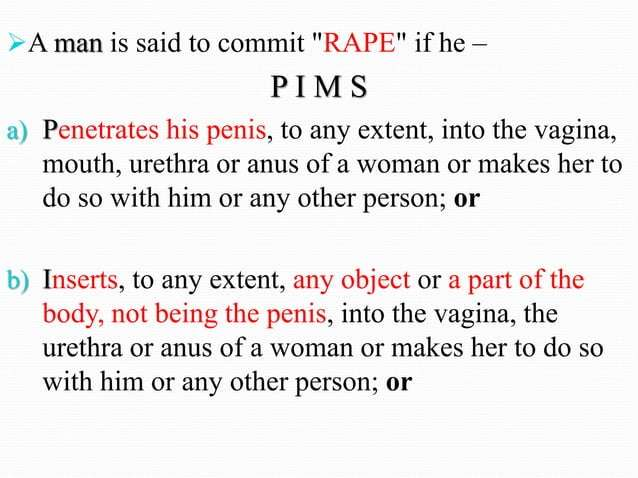 ➢A man is said to commit "RAPE" if he –
P I M S
a) Penetrates his penis, to any extent, into the vagina,
mouth, urethra or anus of a woman or makes her to
do so with him or any other person; or
b) Inserts, to any extent, any object or a part of the
body, not being the penis, into the vagina, the
urethra or anus of a woman or makes her to do so
with him or any other person; or